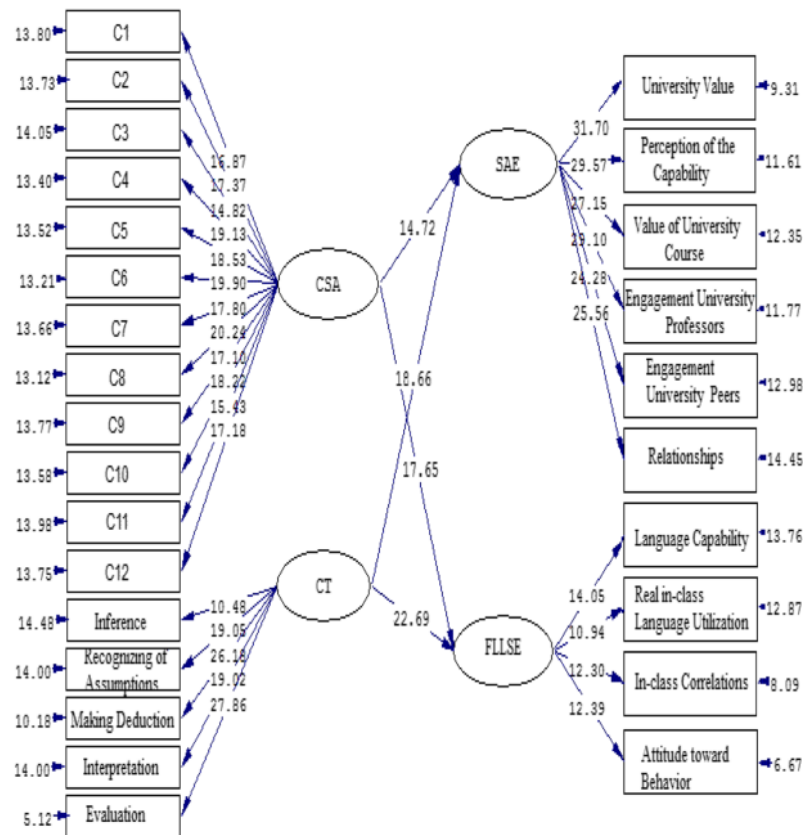 13.80
C1
13.73
C2
14.05
C3
13.40
C4
13.52
C5
13.21
C6
13.66
C7
13.12
C8
13.77
C9
13.58
C10
13.98
C11
13.75
C12
14.48
Inference
14.00
Recognizing of
Assumptions
10.18
Making Deduction
14.00
Interpretation
5.12
Evaluation
16.87
17.37
14.82
19.13
18.53
19.90
17.80
20.24
17.10
18.22
15.43
17.18
CSA
10.48
19.05
26.18
19.02
27.86
CT
14.72
18.66
17.65
22.69
SAE
FLLSE
31.70
29.57
27.15
29.10
24.28
25.56
14.05
10.94
12.30
12.39
University Value
9.31
Perception of the
Capability
11.61
Value of University
Course
12.35
Engagement University
Professors
11.77
Engagement
University Peers
12.98
Relationships
14.45
Language Capability
13.76
Real in-class
Language Utilization
12.87
In-class Correlations
8.09
Attitude toward
Behavior
6.67